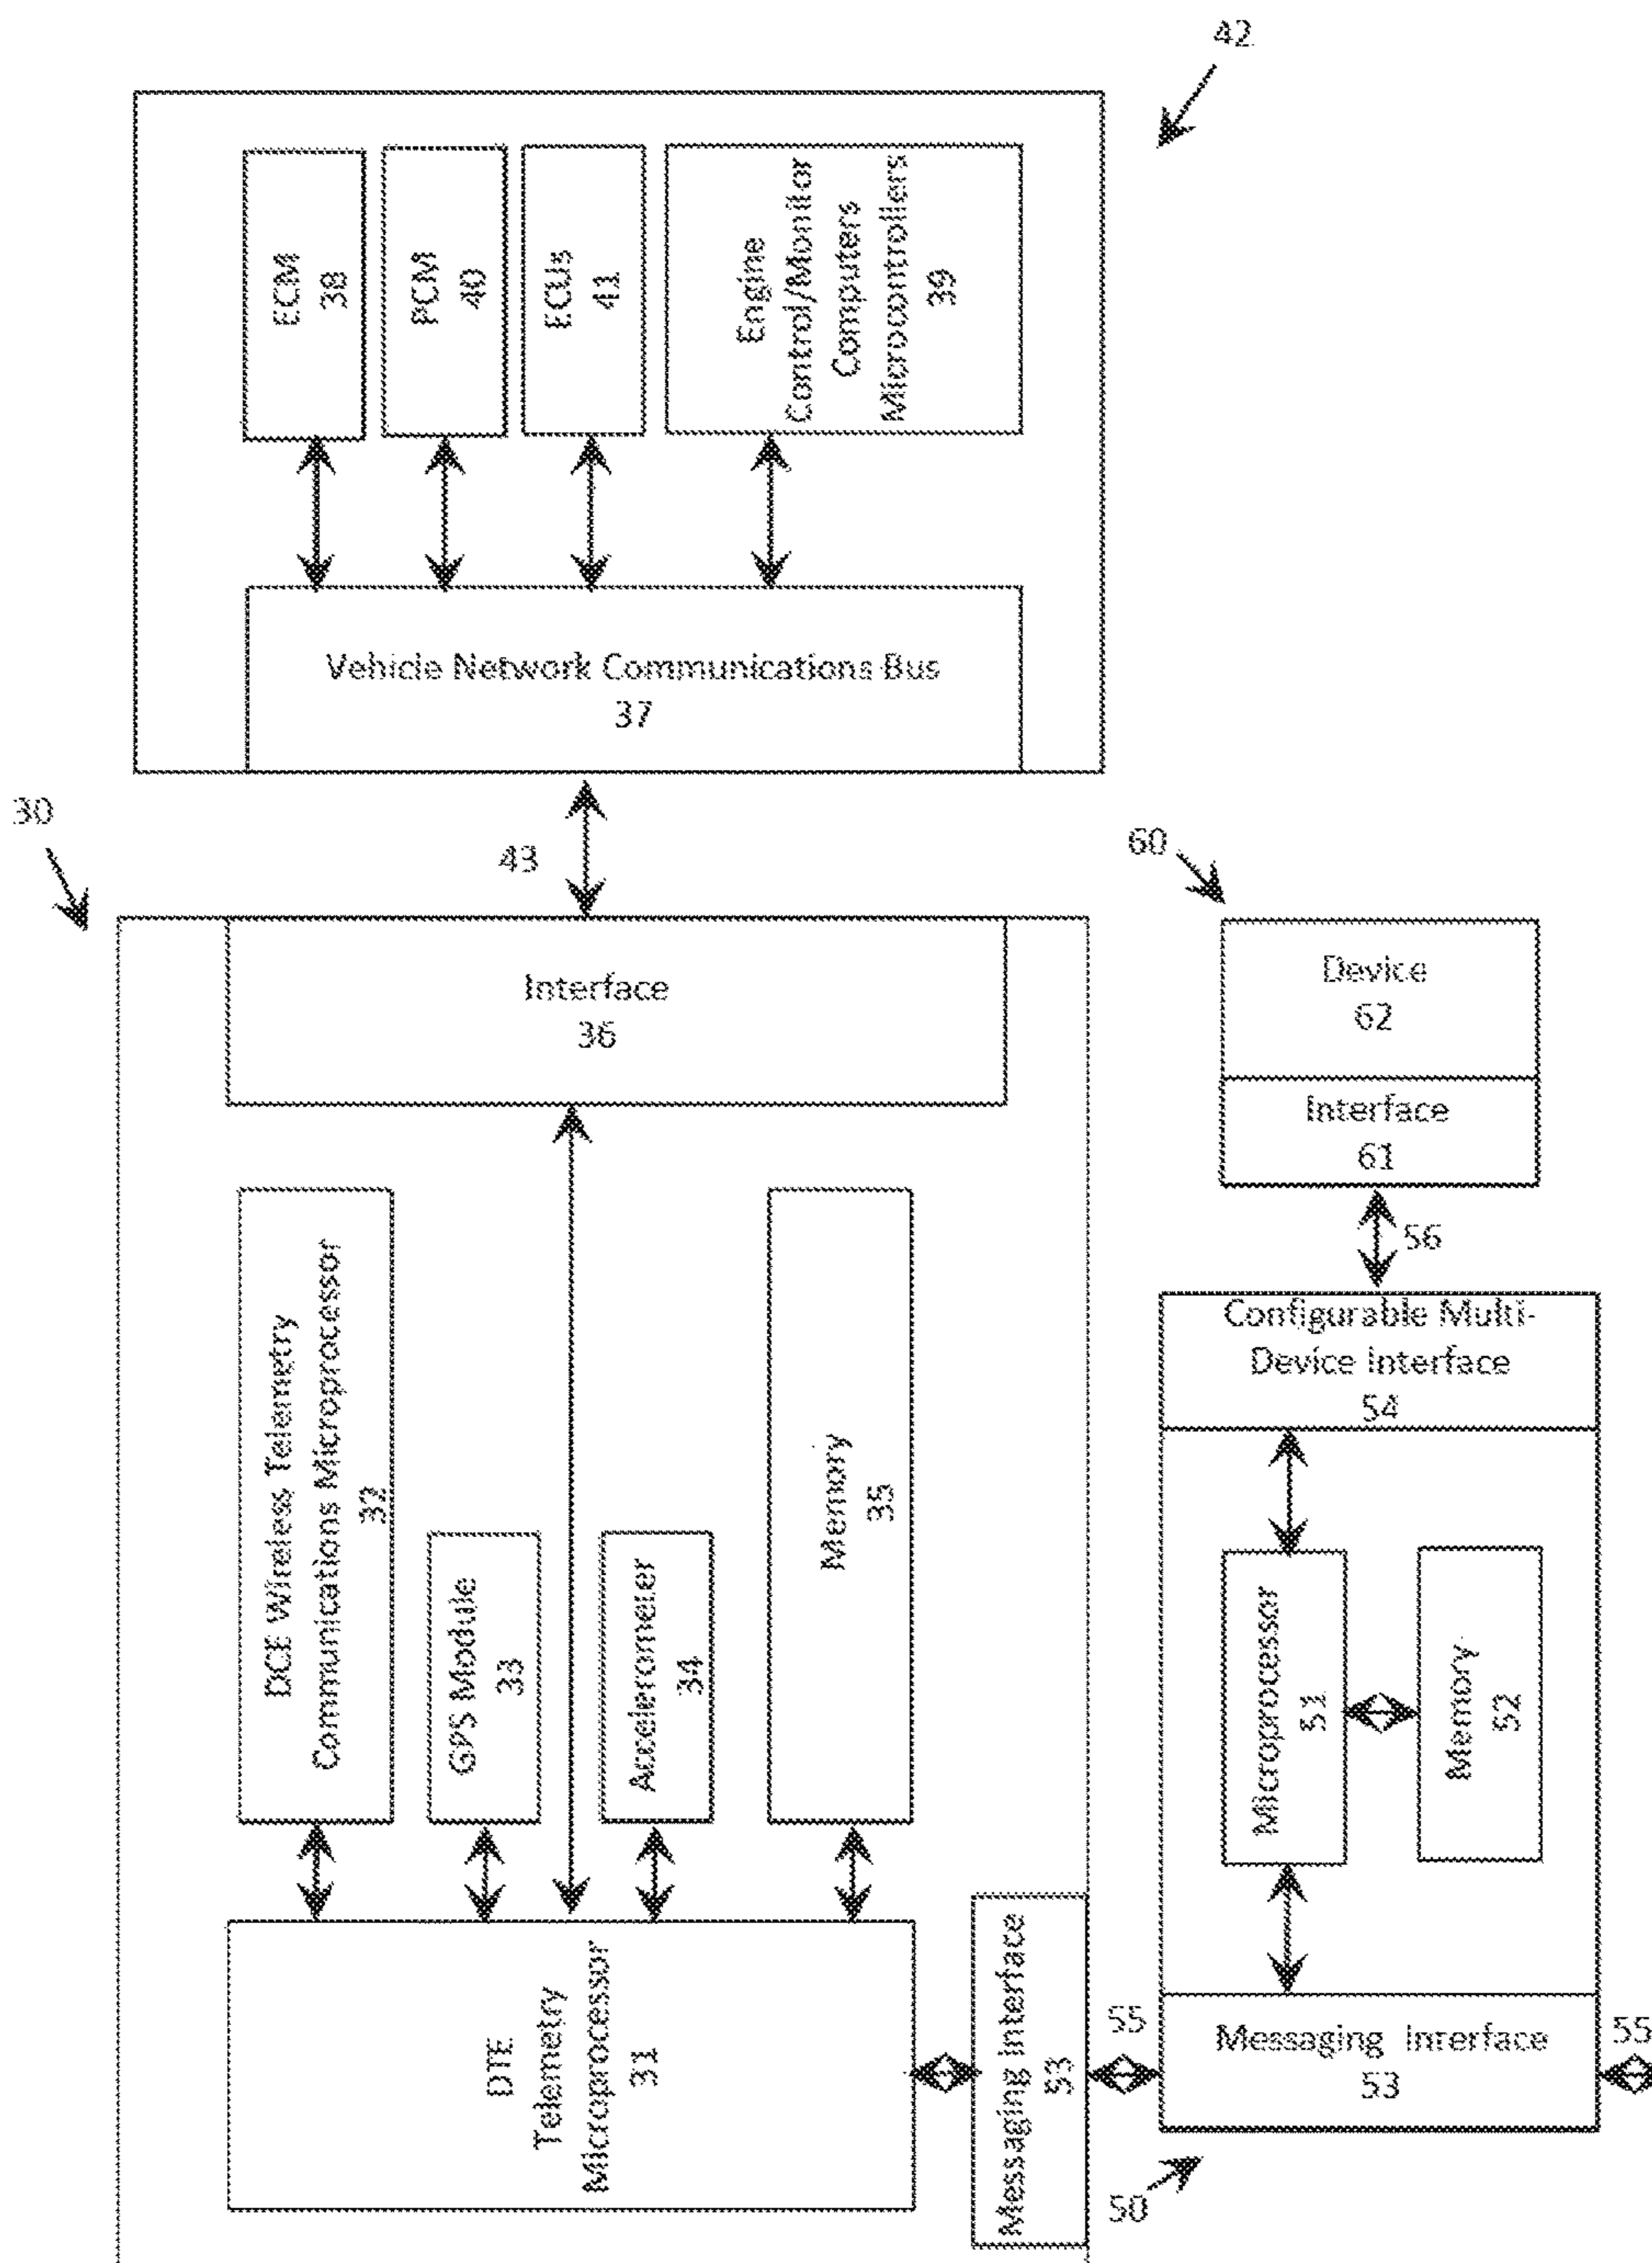 42
ECM
38
PCM
40
ECUs
41
Engine
Control/Monitor
Computers
Microcontrollers
39
Vehicle Network Communications Bus
37
30
43
60
Interface
36
Device
62
Interface
61
56
DCE Wireless Telemetry
Communications Microprocessor
32
GPS Module
33
Accelerometer
34
Memory
35
Configurable Multi-
Device Interface
54
Microprocessor
51
Memory
52
DTE
Telemetry
Microprocessor
31
Messaging Interface
53
55
Messaging Interface
53
55
50